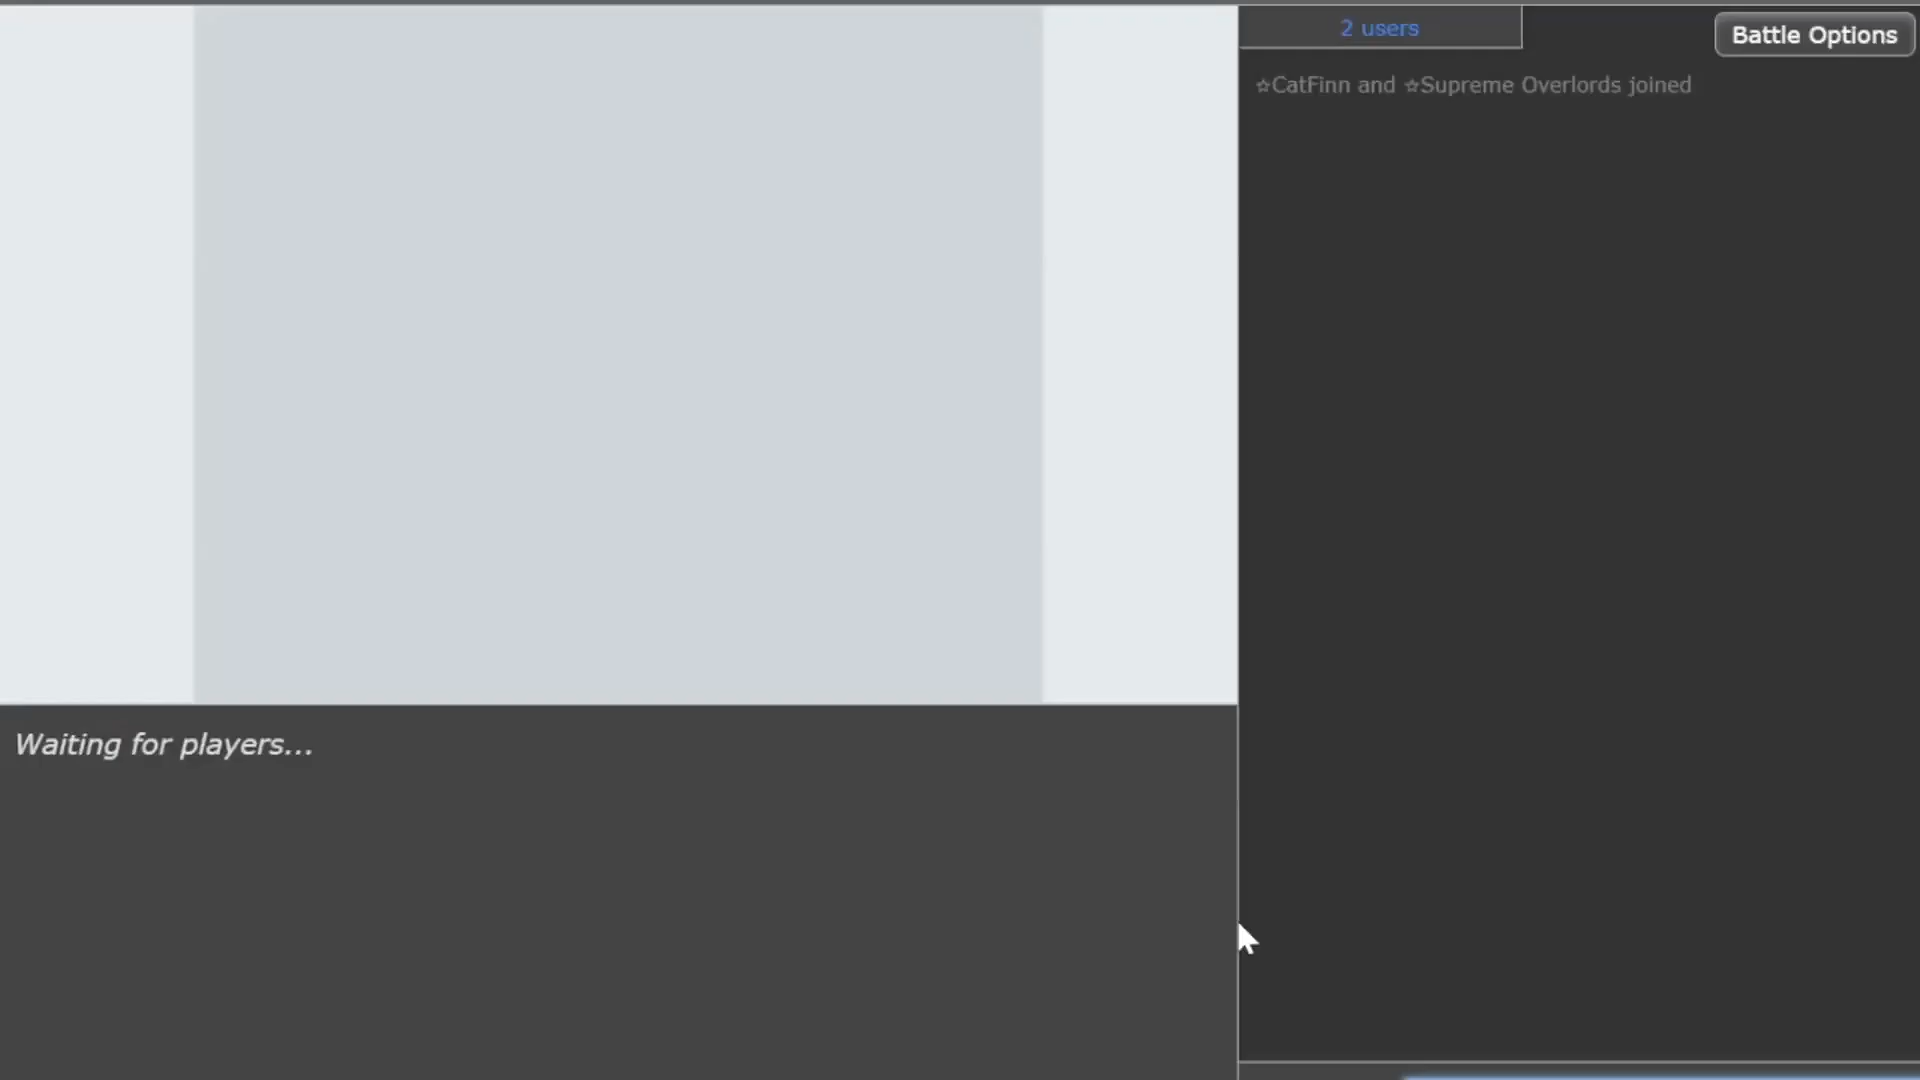 2 users
Battle Options
☆CatFinn and ☆Supreme Overlords joined
Waiting for players...